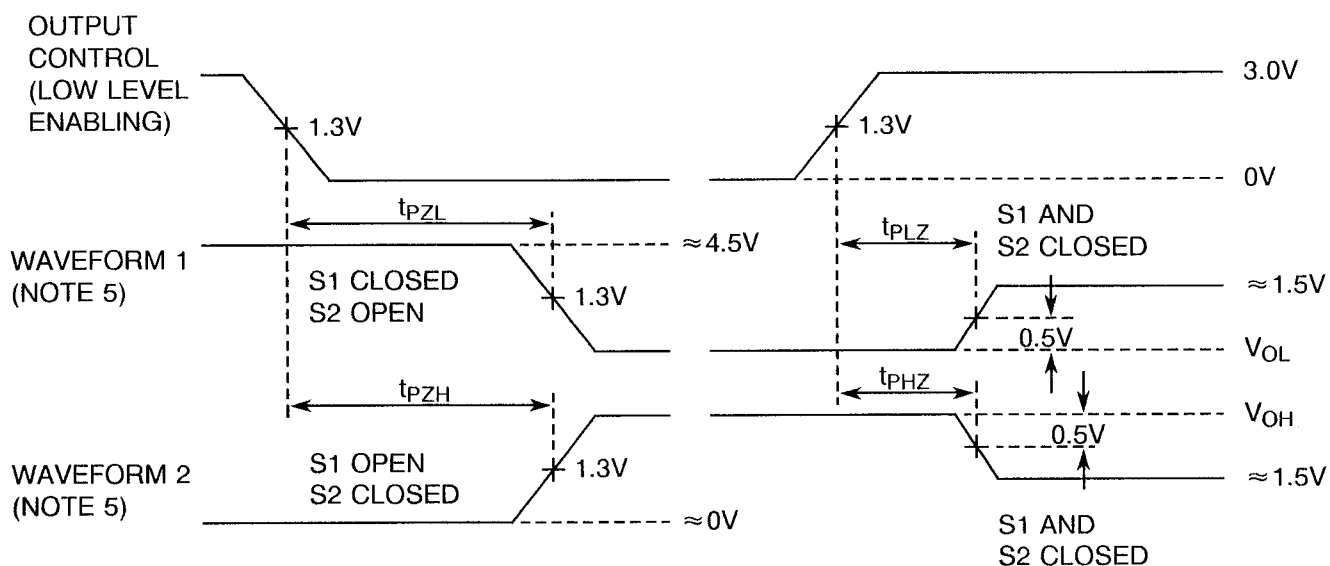 OUTPUT
CONTROL
(LOW LEVEL
ENABLING)
1.3V
1.3V
3.0V
0V
tPZL
tPLZ
S1 AND
S2 CLOSED
WAVEFORM 1
(NOTE 5)
S1 CLOSED
S2 OPEN
≈4.5V
1.3V
≈1.5V
0.5V
VOL
tPZH
tPHZ
VOH
0.5V
WAVEFORM 2
(NOTE 5)
S1 OPEN
S2 CLOSED
1.3V
≈0V
≈1.5V
S1 AND
S2 CLOSED